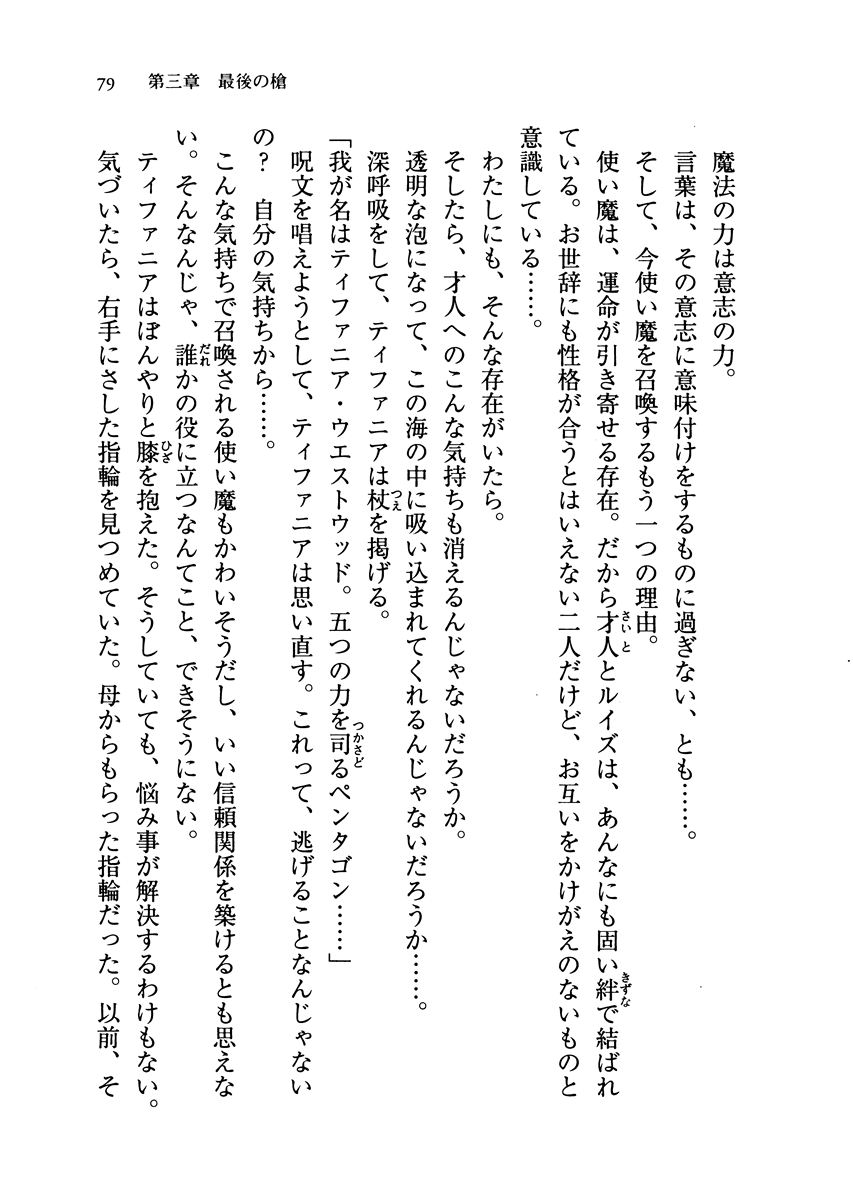 79　第三章　最後の槍
魔法の力は意志の力。
言葉は、その意志に意味付けをするものに過ぎない、とも……。
そして、今使い魔を召喚するもう一つの理由。
使い魔は、運命が引き寄せる存在。だから才人とルイズは、あんなにも固い絆で結ばれ
ている。お世辞にも性格が合うとはいえない二人だけど、お互いをかけがえのないものと
意識している……。
わたしにも、そんな存在がいたら。
そしたら、才人へのこんな気持ちも消えるんじゃないだろうか。
透明な泡になって、この海の中に吸い込まれてくれるんじゃないだろうか……。
深呼吸をして、ティファニアは杖を掲げる。
「我が名はティファニア・ウエストウッド。五つの力を司るペンタゴン……」
呪文を唱えようとして、ティファニアは思い直す。これって、逃げることなんじゃない
の？　自分の気持ちから……。
こんな気持ちで召喚される使い魔もかわいそうだし、いい信頼関係を築けるとも思えな
い。そんなんじゃ、誰かの役に立つなんてこと、できそうにない。
ティファニアはぼんやりと膝を抱えた。そうしていても、悩み事が解決するわけもない。
気づいたら、右手にさした指輪を見つめていた。母からもらった指輪だった。以前、そ